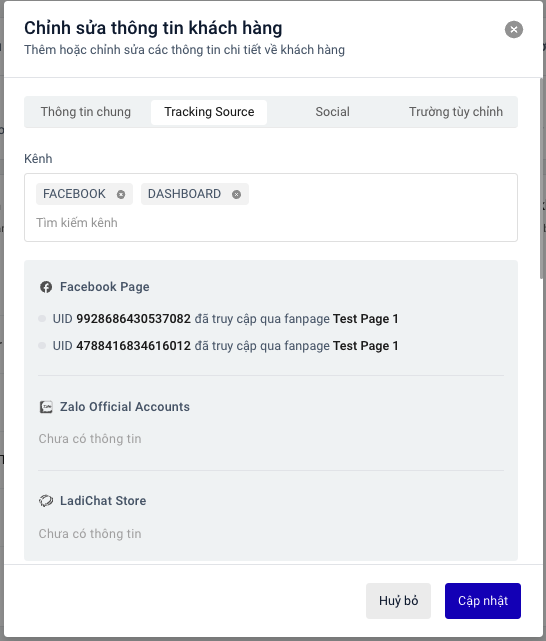 Chỉnh sửa thông tin khách hàng
Thêm hoặc chỉnh sửa các thông tin chi tiết về khách hàng
Thông tin chung Tracking Source Social Trường tùy chỉnh
Kênh
FACEBOOK DASHBOARD
Tìm kiếm kênh
Facebook Page
UID 9928686430537082 đã truy cập qua fanpage Test Page 1
UID 4788416834616012 đã truy cập qua fanpage Test Page 1
Zalo Official Accounts
Chưa có thông tin
LadiChat Store
Chưa có thông tin
Huỷ bỏ Cập nhật